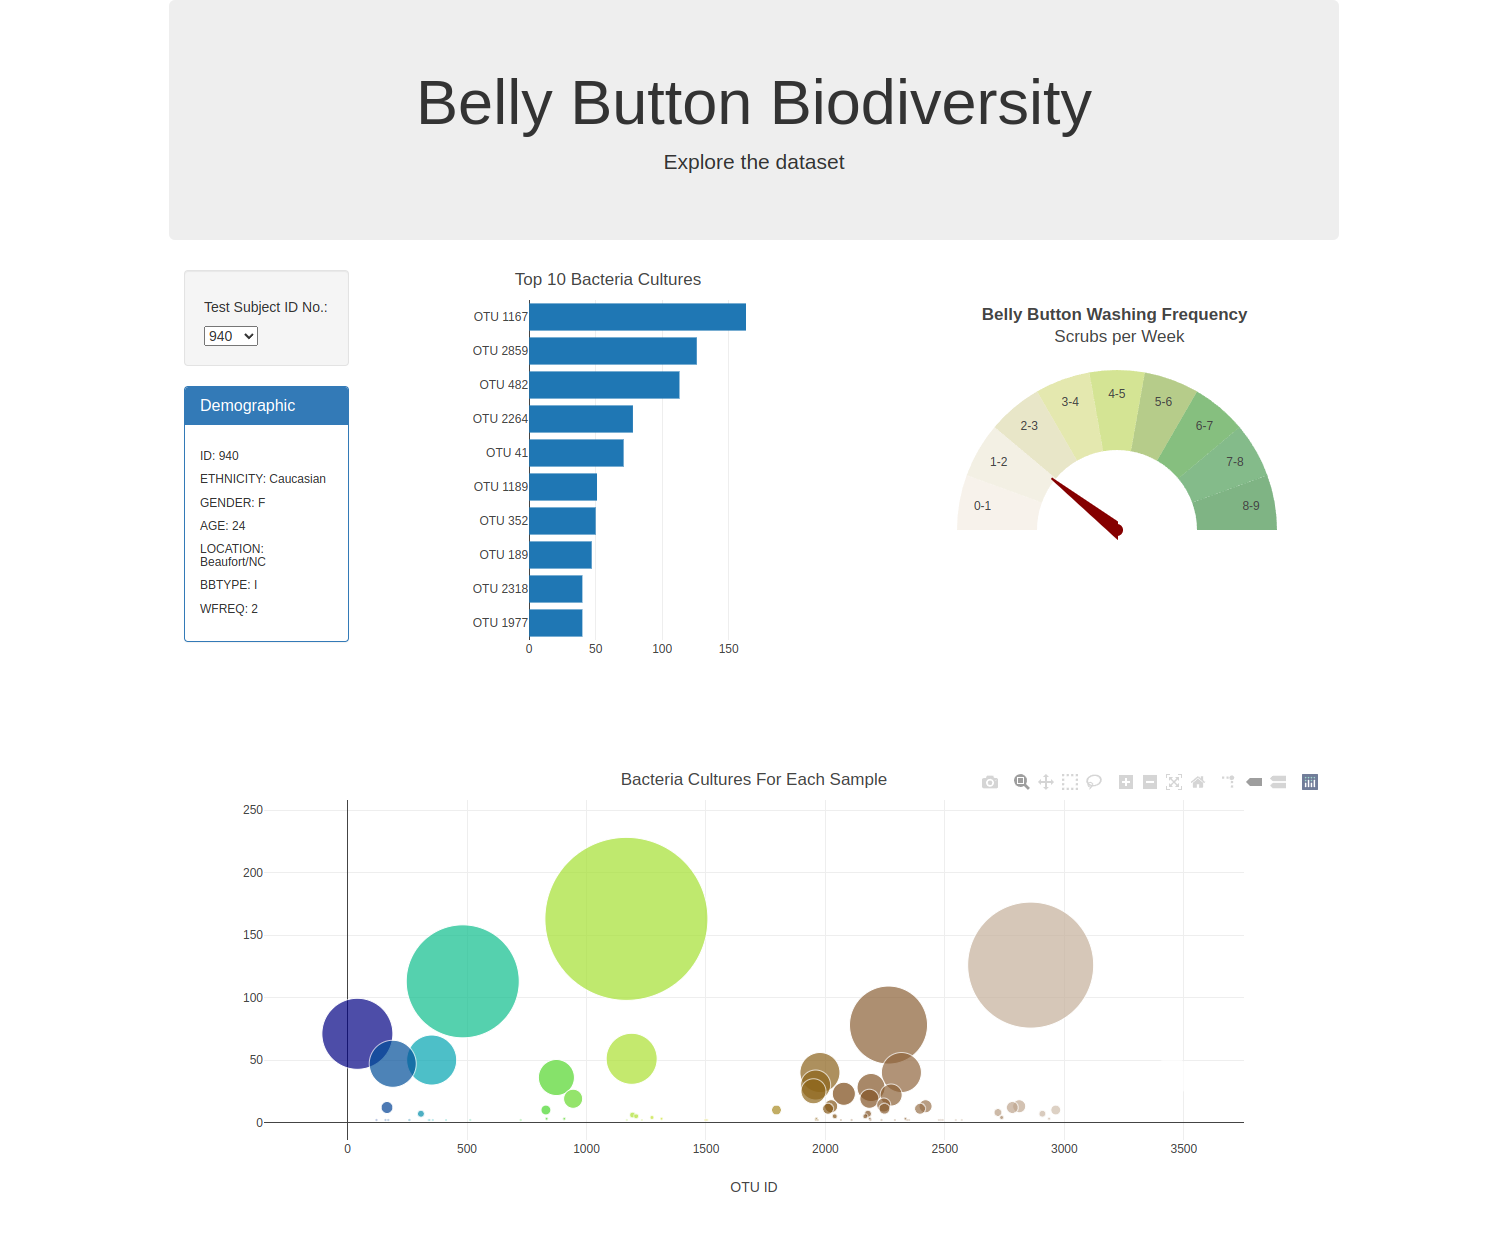 Belly Button Biodiversity
Explore the dataset
Test Subject ID No.:
940
Demographic
ID: 940
ETHNICITY: Caucasian
GENDER: F
AGE: 24
LOCATION:
Beaufort/NC
BBTYPE: I
WFREQ: 2
Top 10 Bacteria Cultures
OTU 1167
OTU 2859
OTU 482
OTU 2264
OTU 41
OTU 1189
OTU 352
OTU 189
OTU 2318
OTU 1977
0 50 100 150
Belly Button Washing Frequency
Scrubs per Week
0-1
1-2
2-3
3-4
4-5
5-6
6-7
7-8
8-9
Bacteria Cultures For Each Sample
250
200
150
100
50
0
0 500 1000 1500 2000 2500 3000 3500
OTU ID